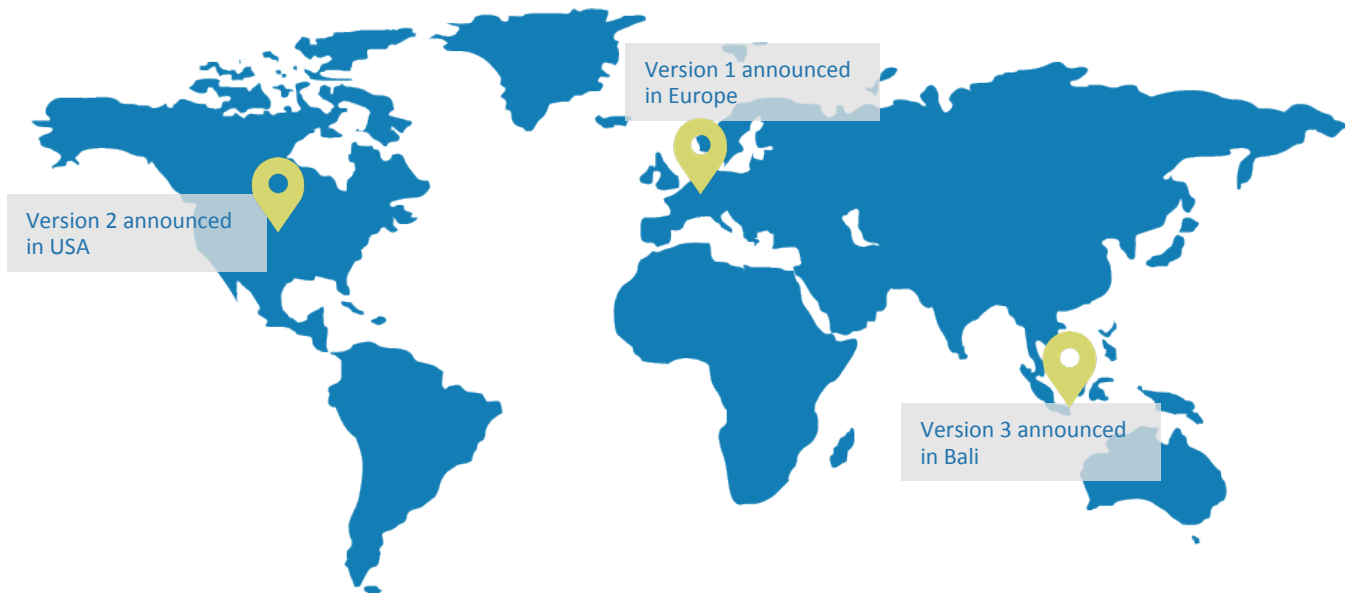 Version 1 announced
in Europe
Version 2 announced
in USA
Version 3 announced
in Bali